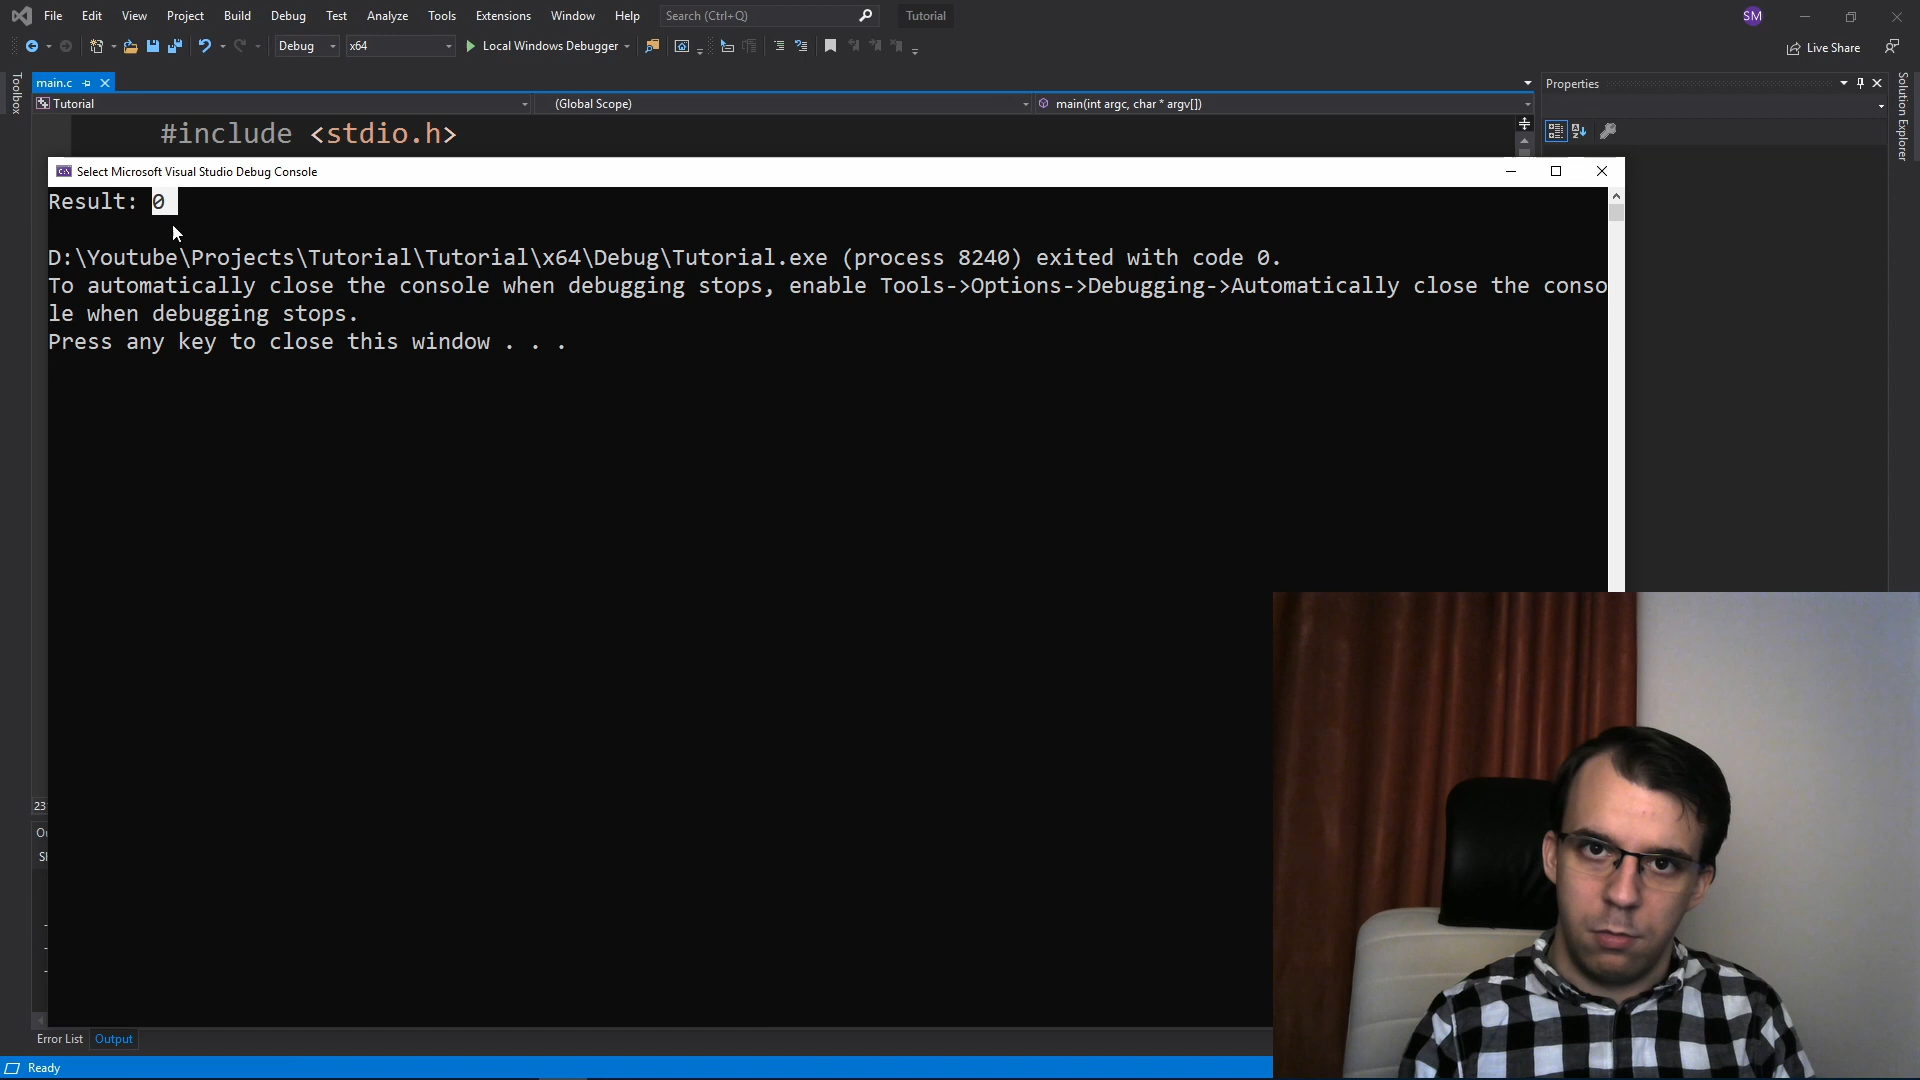 File Edit View Project Build Debug Test Analyze Tools Extensions Window Help Search (Ctrl+Q) Tutorial SM
Debug x64 Local Windows Debugger Live Share
Toolbox
main.c
Properties
Solution Explorer
Tutorial (Global Scope) main(int argc, char * argv[])
#include <stdio.h>
Select Microsoft Visual Studio Debug Console
Result: 0
D:\Youtube\Projects\Tutorial\Tutorial\x64\Debug\Tutorial.exe (process 8240) exited with code 0.
To automatically close the console when debugging stops, enable Tools->Options->Debugging->Automatically close the conso
le when debugging stops.
Press any key to close this window . . .
Error List Output
Ready